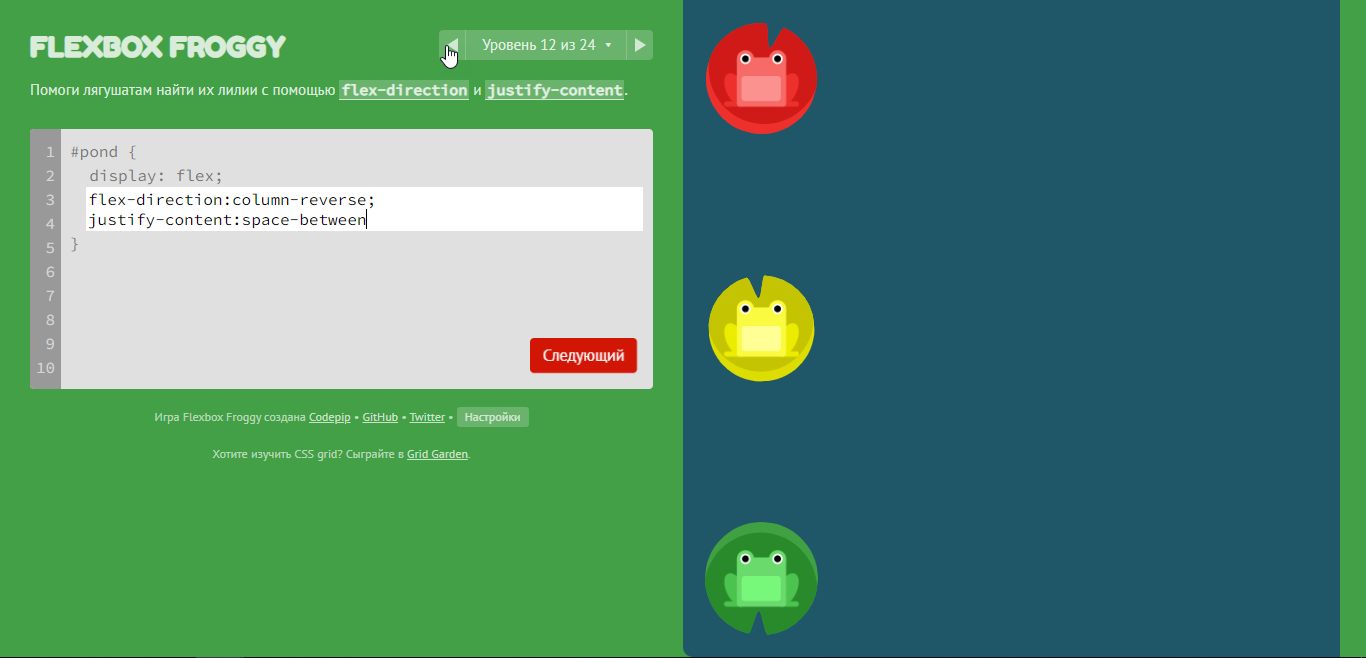 FLEXBOX FROGGY
Уровень 12 из 24
Помоги лягушатам найти их лилии с помощью flex-direction и justify-content.
1 #pond {
2 display: flex;
3 flex-direction:column-reverse;
4 justify-content:space-between
5 }
6
7
8
9
10
Следующий
Игра Flexbox Froggy создана Codepip • GitHub • Twitter • Настройки
Хотите изучить CSS grid? Сыграйте в Grid Garden.